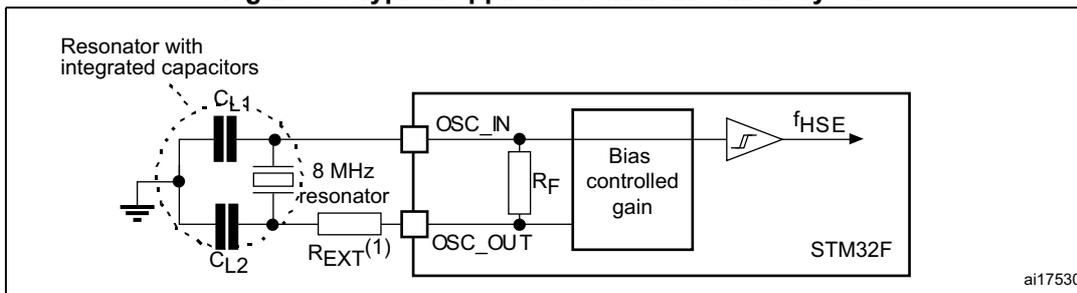 Resonator with
integrated capacitors
CL1
OSC_IN
fHSE
8 MHz
resonator
RF
Bias
controlled
gain
REXT(1)
OSC_OUT
STM32F
CL2
ai17530